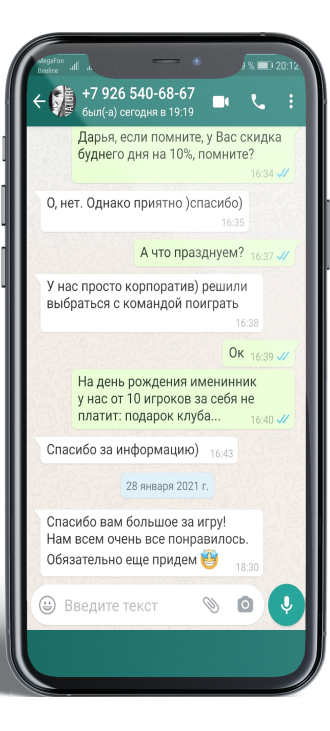 MegaFon
Beeline
9 % 20:12
NATURE
+7 926 540-68-67
был(-а) сегодня в 19:19
Дарья, если помните, у Вас скидка
буднего дня на 10%, помните?
16:34
О, нет. Однако приятно )спасибо)
16:35
А что празднуем? 16:37
У нас просто корпоратив) решили
выбраться с командой поиграть
16:38
Ок 16:39
На день рождения именинник
у нас от 10 игроков за себя не
платит: подарок клуба... 16:40
Спасибо за информацию) 16:43
28 января 2021 г.
Спасибо вам большое за игру!
Нам всем очень все понравилось.
Обязательно еще придем 🤩 18:30
Введите текст